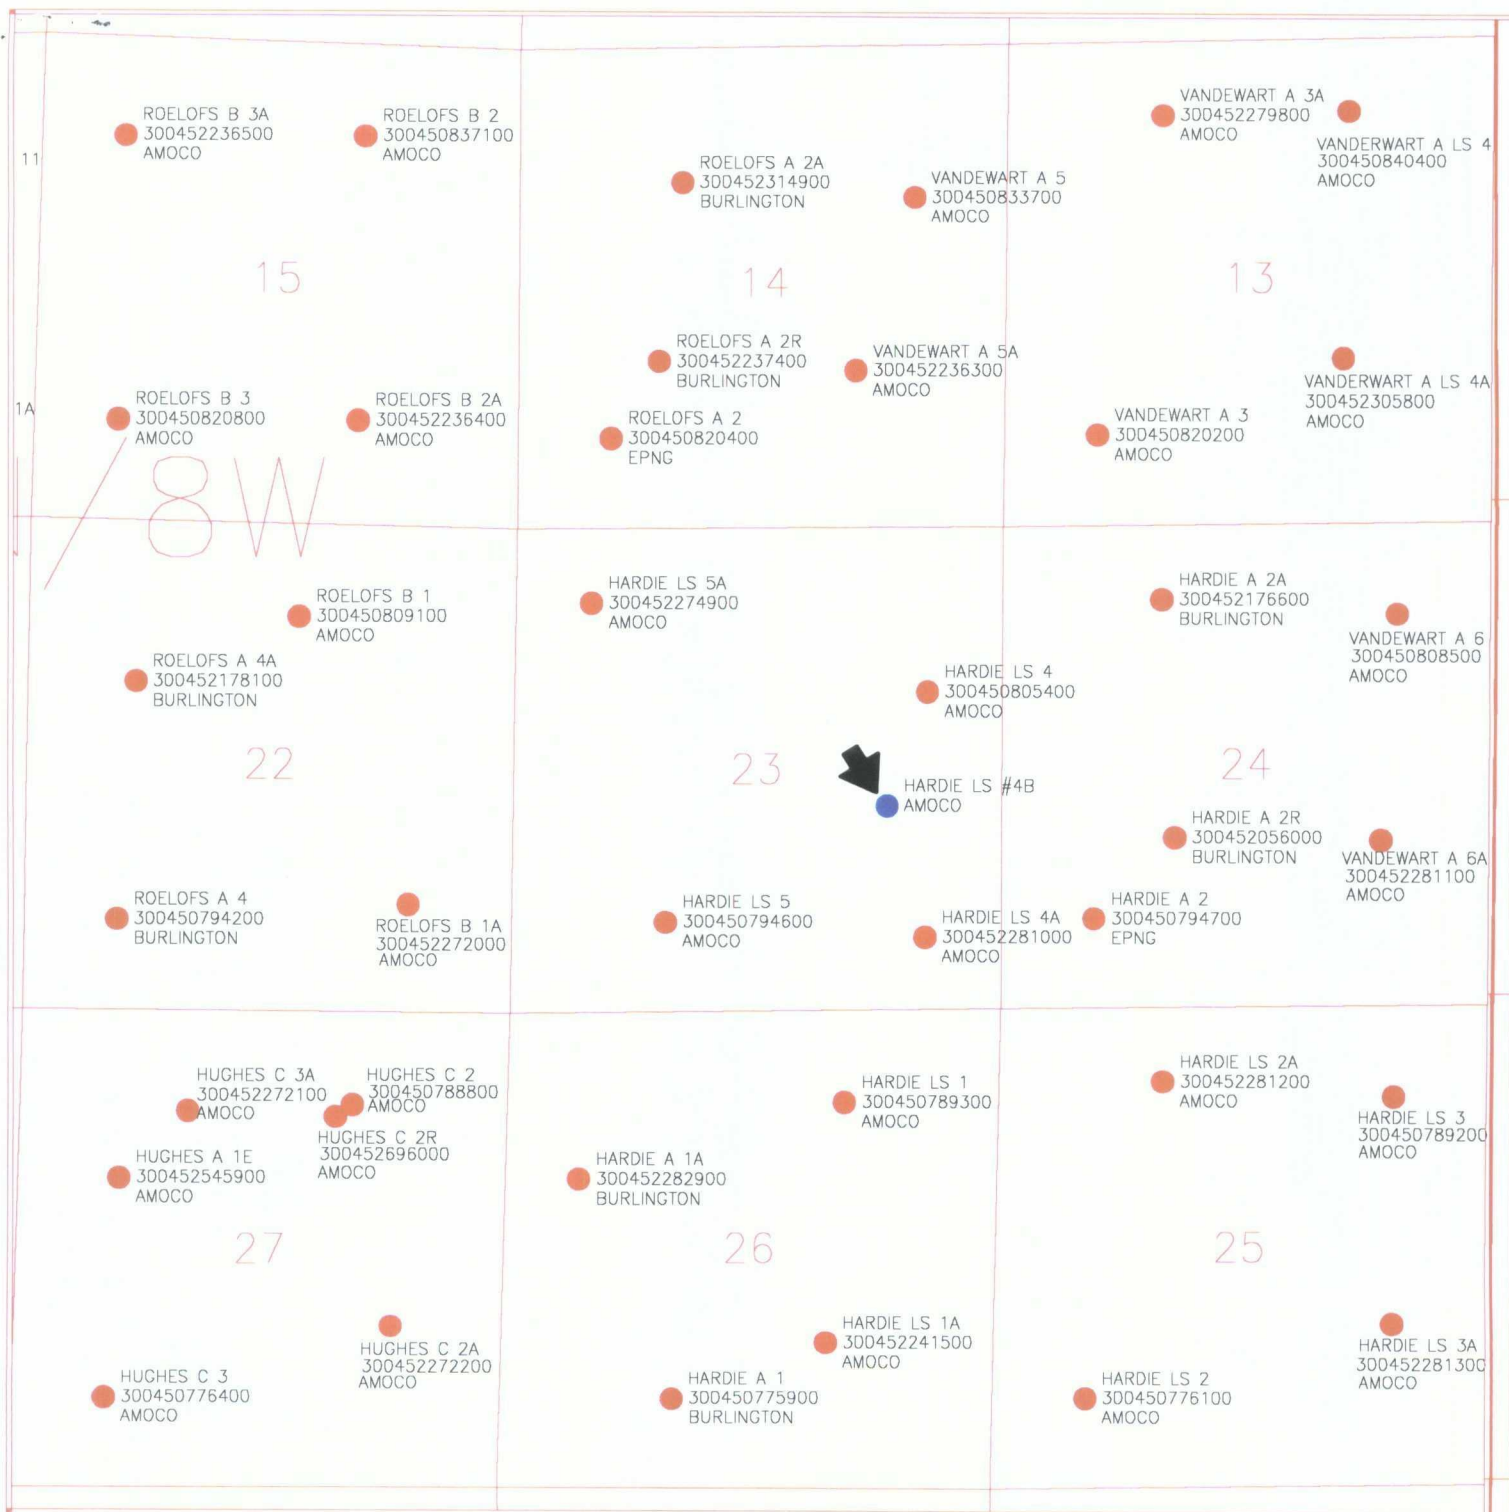 ROELOFS B 3A
300452236500
AMOCO
ROELOFS B 2
300450837100
AMOCO
11
ROELOFS A 2A
300452314900
BURLINGTON
VANDEWART A 5
300450833700
AMOCO
VANDEWART A 3A
300452279800
AMOCO
VANDERWART A LS 4
300450840400
AMOCO
15
14
13
ROELOFS A 2R
300452237400
BURLINGTON
VANDEWART A 5A
300452236300
AMOCO
VANDERWART A LS 4A
300452305800
AMOCO
1A
ROELOFS B 3
300450820800
AMOCO
ROELOFS B 2A
300452236400
AMOCO
ROELOFS A 2
300450820400
EPNG
VANDEWART A 3
300450820200
AMOCO
/8W
ROELOFS B 1
300450809100
AMOCO
ROELOFS A 4A
300452178100
BURLINGTON
HARDIE LS 5A
300452274900
AMOCO
HARDIE LS 4
300450805400
AMOCO
HARDIE A 2A
300452176600
BURLINGTON
VANDEWART A 6
300450808500
AMOCO
22
23
24
HARDIE LS #4B
AMOCO
HARDIE A 2R
300452056000
BURLINGTON
VANDEWART A 6A
300452281100
AMOCO
ROELOFS A 4
300450794200
BURLINGTON
ROELOFS B 1A
300452272000
AMOCO
HARDIE LS 5
300450794600
AMOCO
HARDIE LS 4A
300452281000
AMOCO
HARDIE A 2
300450794700
EPNG
HUGHES C 3A
300452272100
AMOCO
HUGHES C 2
300450788800
AMOCO
HUGHES C 2R
300452696000
AMOCO
HUGHES A 1E
300452545900
AMOCO
HARDIE LS 1
300450789300
AMOCO
HARDIE A 1A
300452282900
BURLINGTON
HARDIE LS 2A
300452281200
AMOCO
HARDIE LS 3
300450789200
AMOCO
27
26
25
HUGHES C 2A
300452272200
AMOCO
HUGHES C 3
300450776400
AMOCO
HARDIE LS 1A
300452241500
AMOCO
HARDIE A 1
300450775900
BURLINGTON
HARDIE LS 2
300450776100
AMOCO
HARDIE LS 3A
300452281300
AMOCO